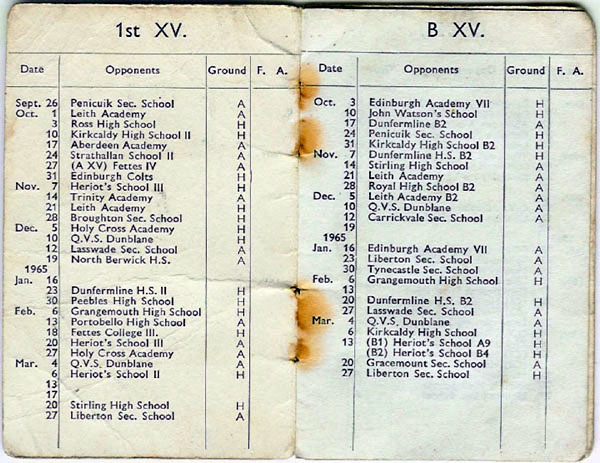 1st XV.
Date Opponents Ground F. A.
Sept. 26 Penicuik Sec. School A
Oct. 1 Leith Academy A
3 Ross High School H
10 Kirkcaldy High School II H
17 Aberdeen Academy A
24 Strathallan School II A
27 (A XV) Fettes IV A
31 Edinburgh Colts H
Nov. 7 Heriot's School III H
14 Trinity Academy A
21 Leith Academy H
28 Broughton Sec. School H
Dec. 5 Holy Cross Academy H
10 Q.V.S. Dunblane H
12 Lasswade Sec. School A
19 North Berwick H.S. A
1965
Jan. 16
23 Dunfermline H.S. II H
30 Peebles High School H
Feb. 6 Grangemouth High School H
13 Portobello High School A
18 Fettes College III. H
20 Heriot's School III A
27 Holy Cross Academy A
Mar. 4 Q.V.S. Dunblane A
6 Heriot's School II H
13
17
20 Stirling High School H
27 Liberton Sec. School A
B XV.
Date Opponents Ground F. A.
Oct. 3 Edinburgh Academy VII H
10 John Watson's School H
17 Dunfermline B2 A
24 Penicuik Sec. School A
31 Kirkcaldy High School B2 H
Nov. 7 Dunfermline H.S. B2 H
14 Stirling High School A
21 Leith Academy A
28 Royal High School B2 A
Dec. 5 Leith Academy B2 A
10 Q.V.S. Dunblane A
12 Carrickvale Sec. School A
19
1965
Jan. 16 Edinburgh Academy VII A
23 Liberton Sec. School A
30 Tynecastle Sec. School A
Feb. 6 Grangemouth High School H
13
20 Dunfermline H.S. B2 H
27 Lasswade Sec. School A
Mar. 4 Q.V.S. Dunblane A
6 Kirkcaldy High School H
13 (B1) Heriot's School A9 H
(B2) Heriot's School B4 H
20 Gracemount Sec. School A
27 Liberton Sec. School H